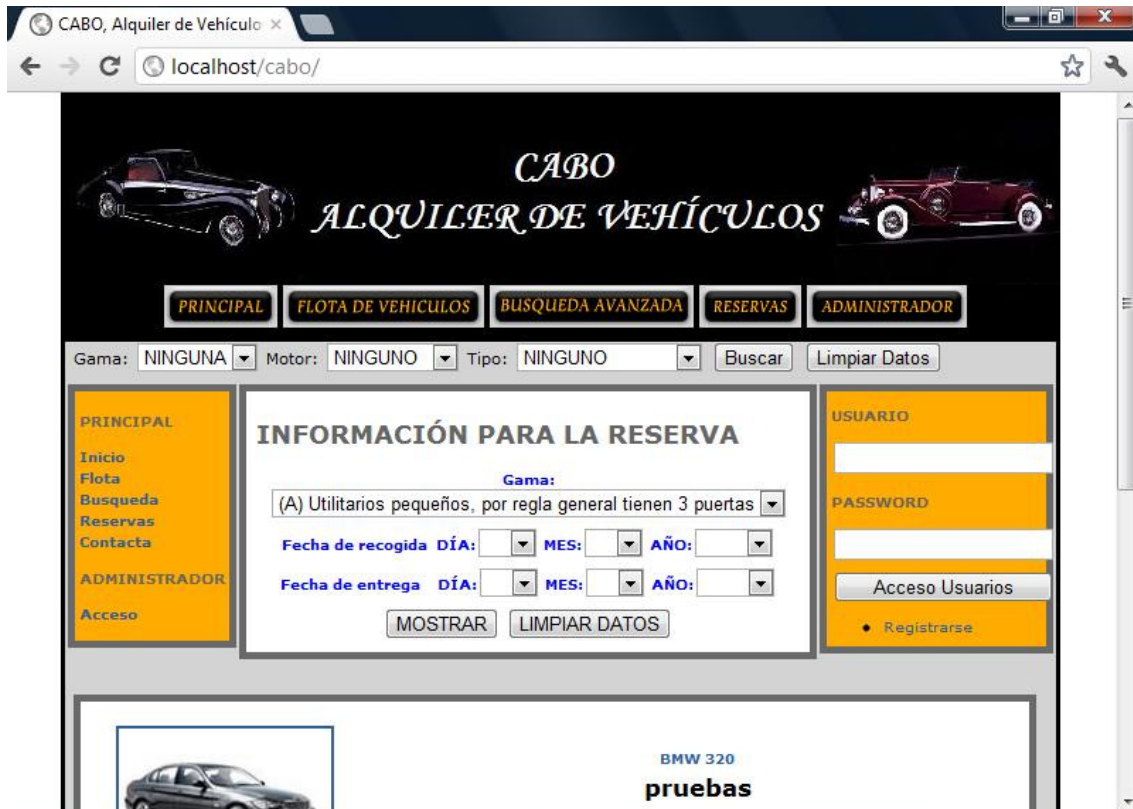 CABO, Alquiler de Vehículo
localhost/cabo/
CABO
ALQUILER DE VEHÍCULOS
PRINCIPAL FLOTA DE VEHICULOS BUSQUEDA AVANZADA RESERVAS ADMINISTRADOR
Gama: NINGUNA Motor: NINGUNO Tipo: NINGUNO Buscar Limpiar Datos
PRINCIPAL
Inicio
Flota
Busqueda
Reservas
Contacta
ADMINISTRADOR
Acceso
INFORMACIÓN PARA LA RESERVA
Gama:
(A) Utilitarios pequeños, por regla general tienen 3 puertas
Fecha de recogida DÍA: MES: AÑO:
Fecha de entrega DÍA: MES: AÑO:
MOSTRAR LIMPIAR DATOS
USUARIO
PASSWORD
Acceso Usuarios
Registrarse
BMW 320
pruebas